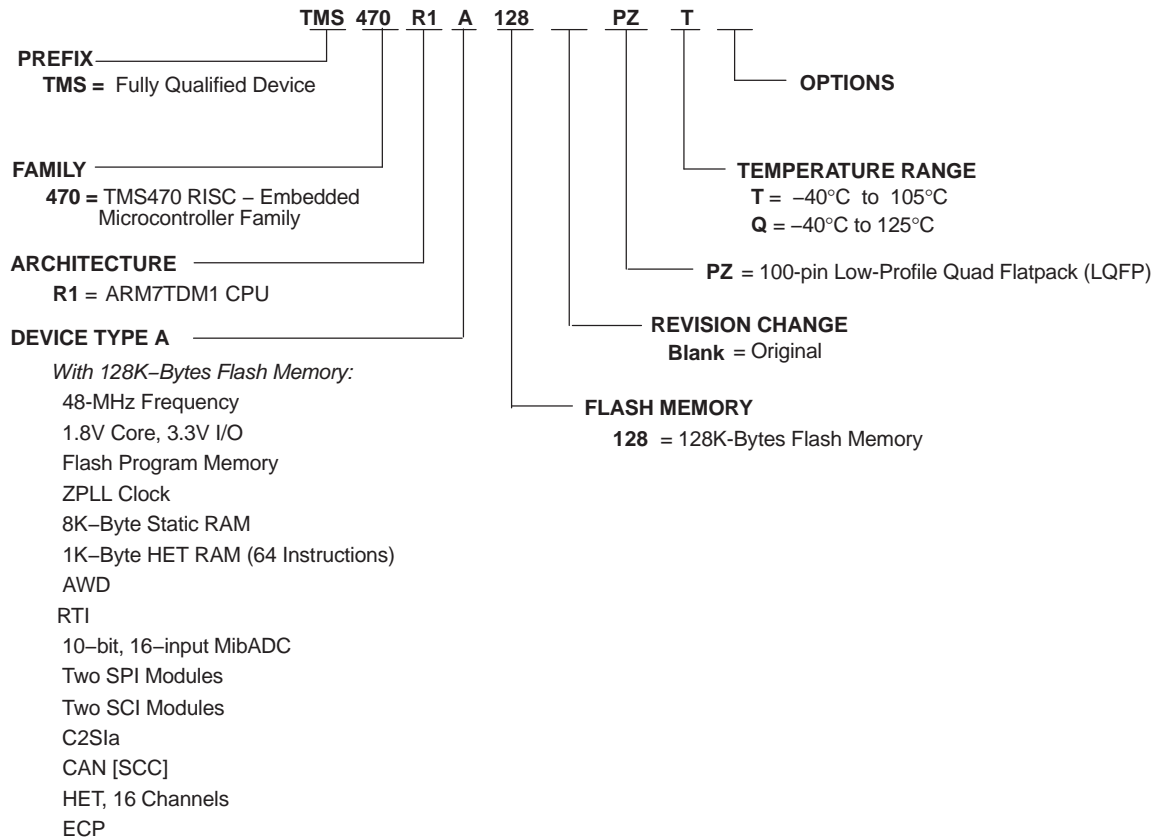 TMS 470 R1 A 128 PZ T
PREFIX
TMS = Fully Qualified Device
OPTIONS
FAMILY
470 = TMS470 RISC − Embedded
Microcontroller Family
TEMPERATURE RANGE
T = −40°C to 105°C
Q = −40°C to 125°C
ARCHITECTURE
R1 = ARM7TDM1 CPU
PZ = 100-pin Low-Profile Quad Flatpack (LQFP)
DEVICE TYPE A
REVISION CHANGE
Blank = Original
With 128K−Bytes Flash Memory:
48-MHz Frequency
1.8V Core, 3.3V I/O
Flash Program Memory
ZPLL Clock
8K−Byte Static RAM
1K−Byte HET RAM (64 Instructions)
AWD
RTI
10−bit, 16−input MibADC
Two SPI Modules
Two SCI Modules
C2SIa
CAN [SCC]
HET, 16 Channels
ECP
FLASH MEMORY
128 = 128K-Bytes Flash Memory